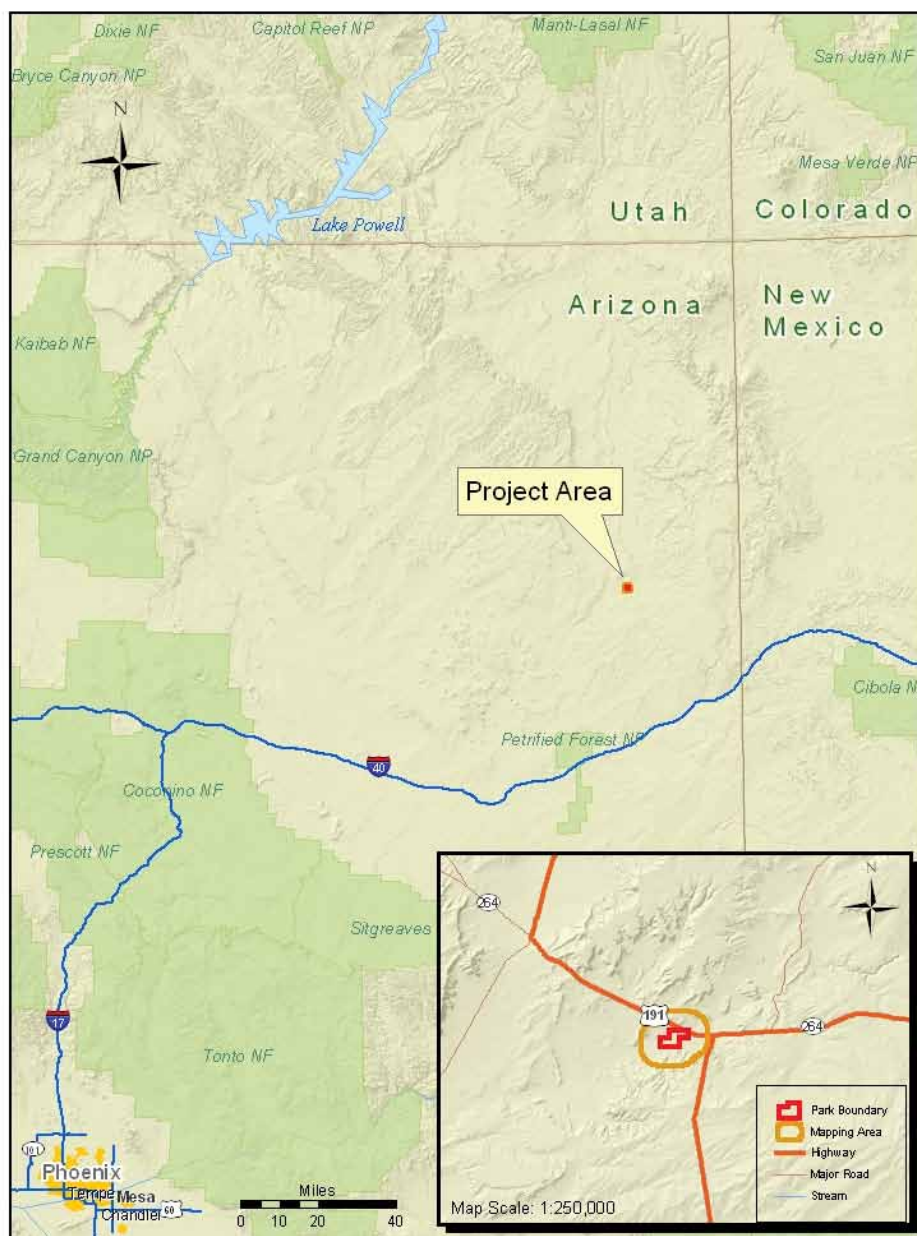 Dixie NF
Capitol Reef NP
Manti-Lasal NF
San Juan NF
Bryce Canyon NP
N
Mesa Verde NP
Utah
Colorado
Lake Powell
Arizona
New
Mexico
Kaibab NF
Grand Canyon NP
Project Area
Cibola N
Petrified Forest NP
40
Coconino NF
Prescott NF
Sitgreaves
17
Tonto NF
101
Phoenix
Tempe
Mesa
Chandler
60
Miles
0 10 20 40
N
264
191
264
Park Boundary
Mapping Area
Highway
Major Road
Stream
Map Scale: 1:250,000